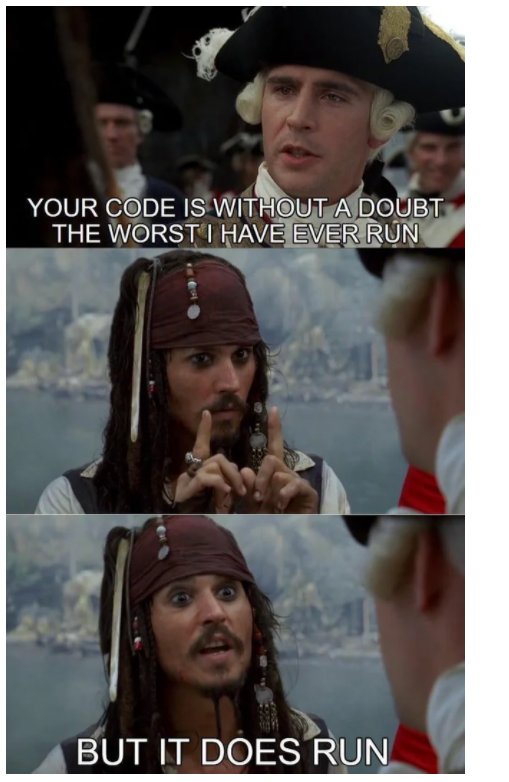 YOUR CODE IS WITHOUT A DOUBT
THE WORST I HAVE EVER RUN
BUT IT DOES RUN